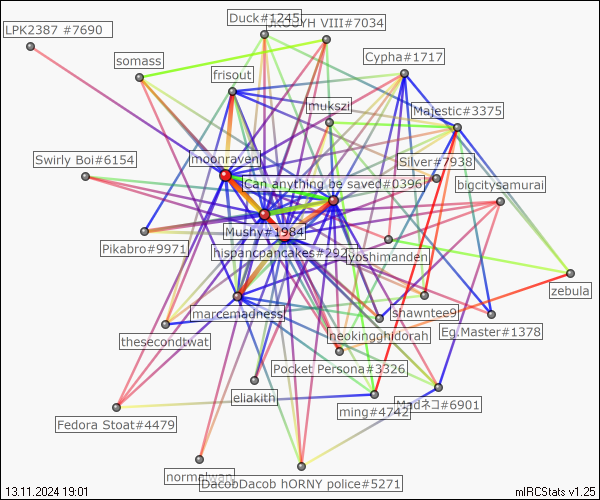 Duck#1245
VIII#7034
LPK2387 #7690
Cypha#1717
somass
frisout
mukszi
Majestic#3375
moonraven
Silver#7938
Swirly Boi#6154
Can anything be saved#0396
bigcitysamurai
Mushy#1984
Pikabro#9971
hispancpancakes#292
yoshimanden
zebula
marcemadness
shawntee9
Eg.Master#1378
thesecondtwat
neokingghidorah
Pocket Persona#3326
eliakith
ming#4742
Madネコ#6901
Fedora Stoat#4479
normalwan
DacobDacob hORNY police#5271
13.11.2024 19:01
mIRCStats v1.25